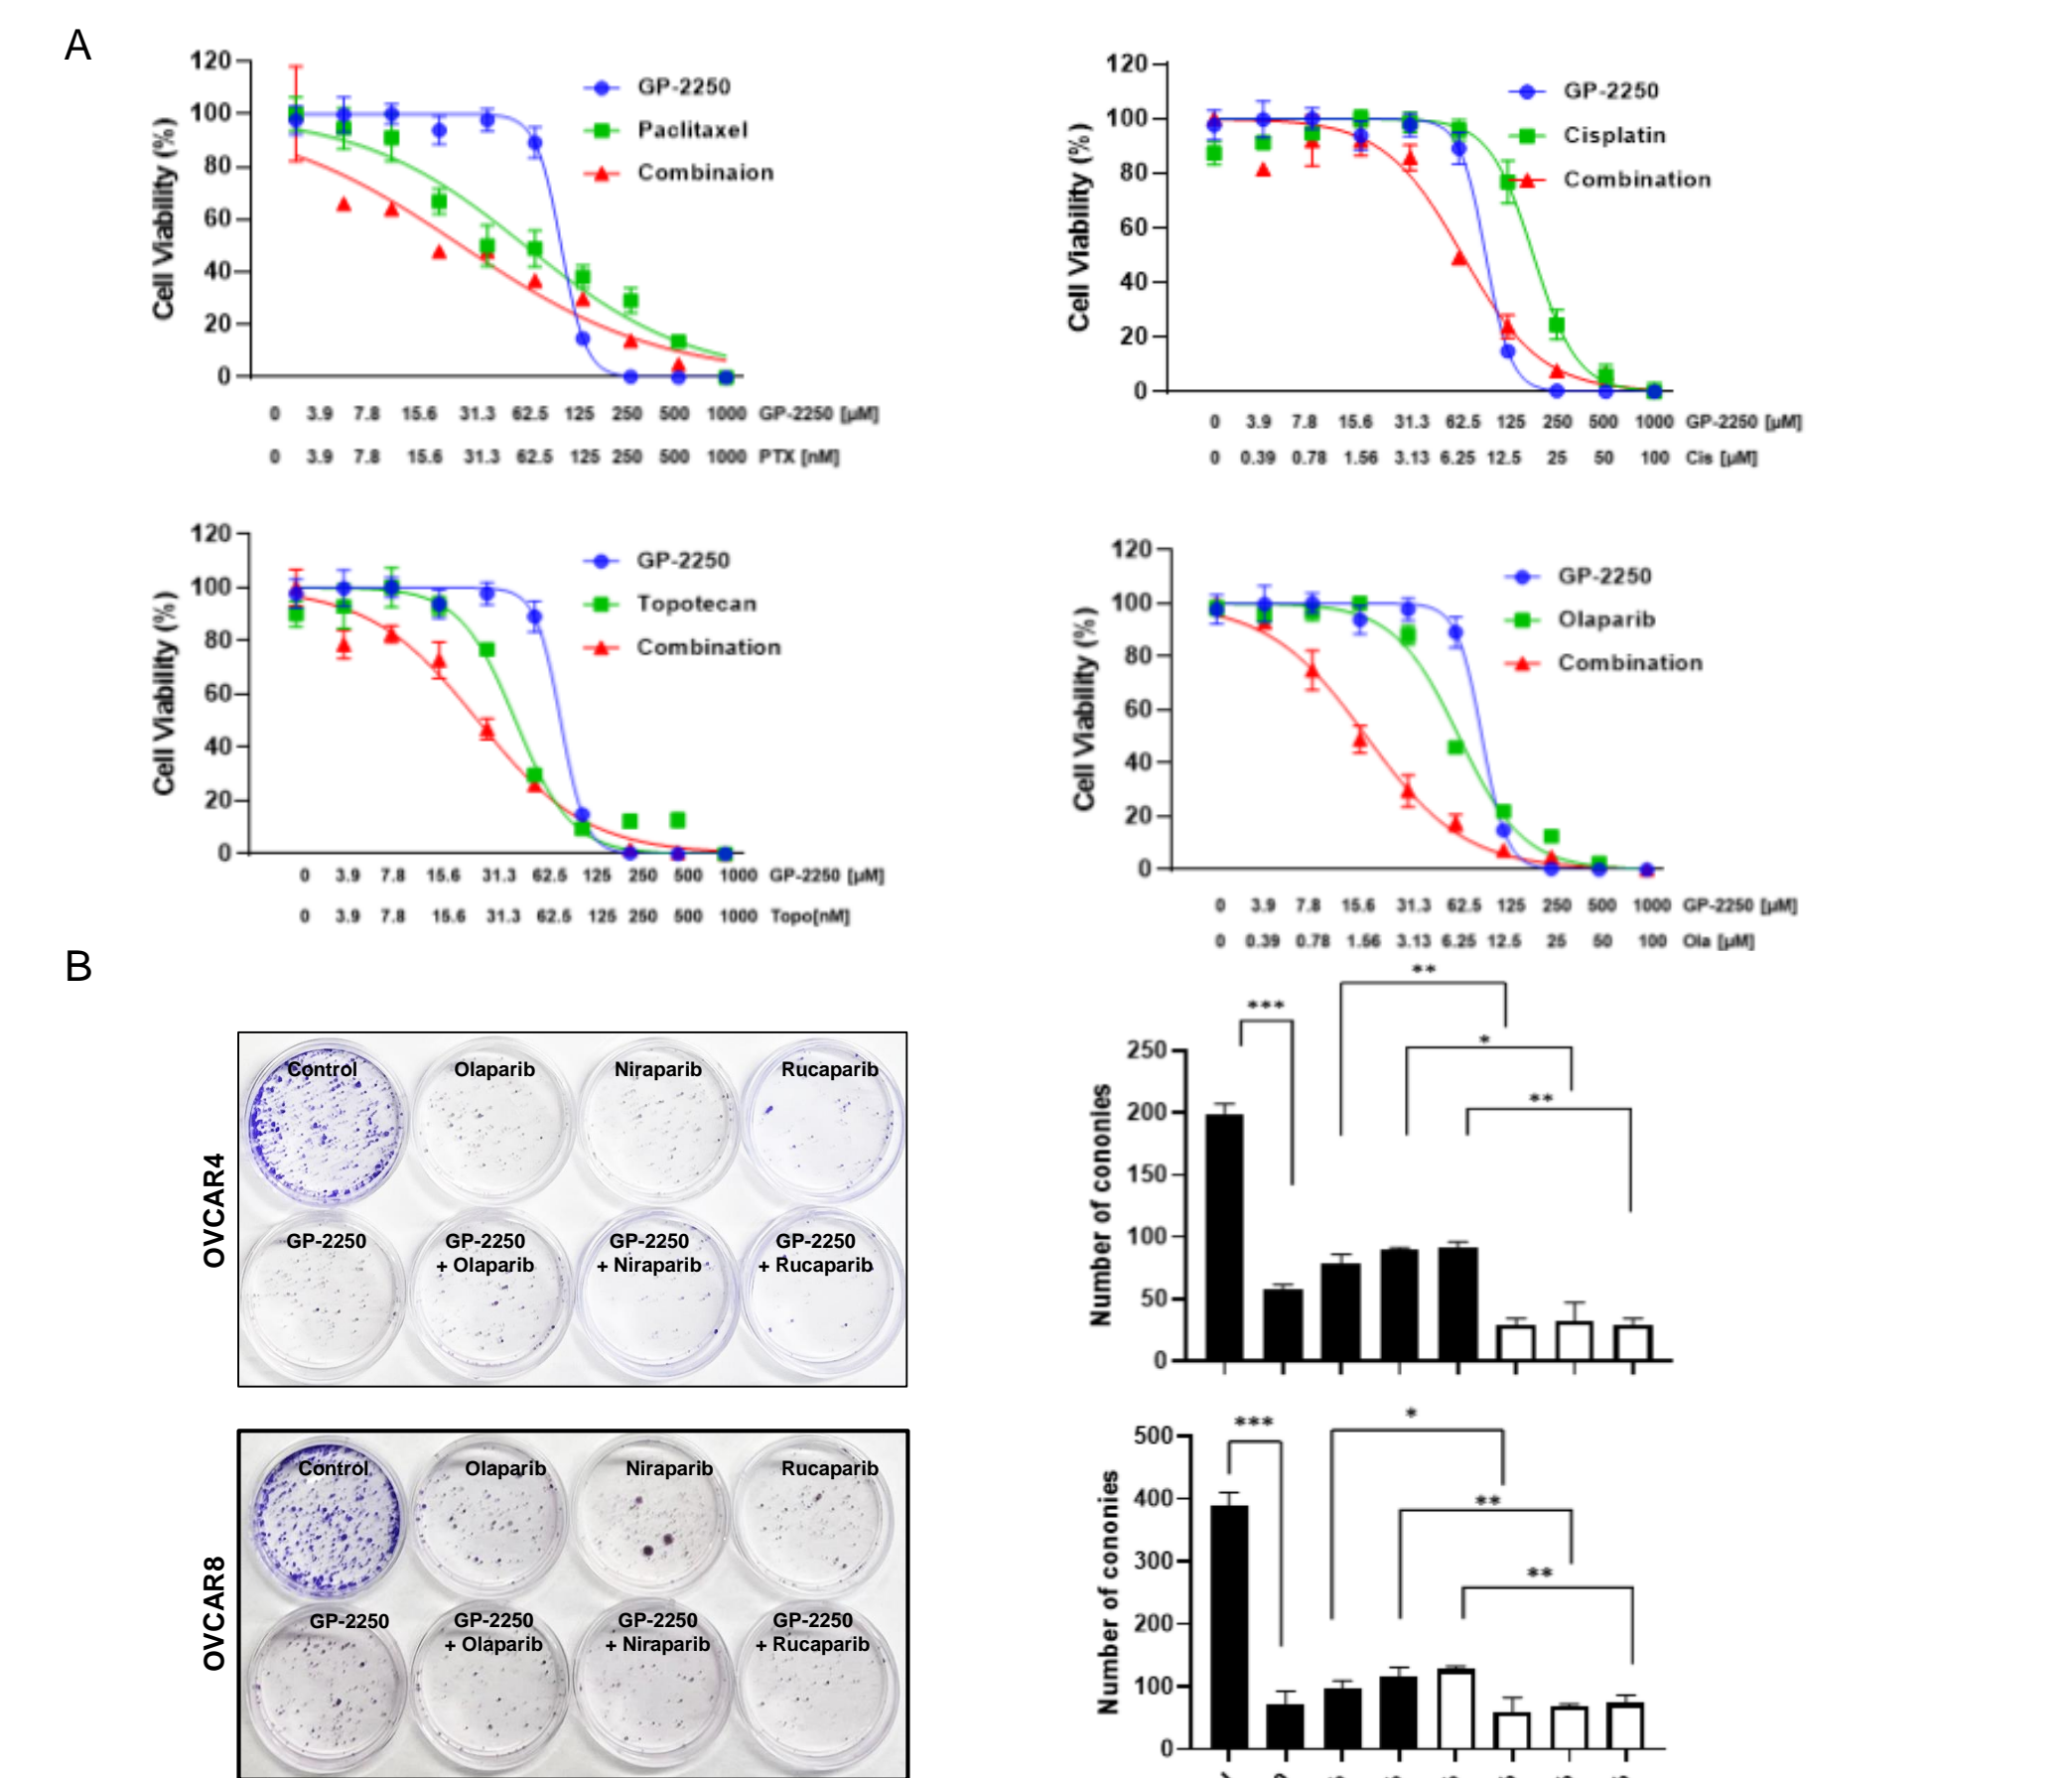 A
120
100
80
60
40
20
0
Cell Viability (%)
GP-2250
Paclitaxel
Combinaion
0 3.9 7.8 15.6 31.3 62.5 125 250 500 1000 GP-2250 [µM]
0 3.9 7.8 15.6 31.3 62.5 125 250 500 1000 PTX [nM]
120
100
80
60
40
20
0
Cell Viability (%)
GP-2250
Cisplatin
Combination
0 3.9 7.8 15.6 31.3 62.5 125 250 500 1000 GP-2250 [µM]
0 0.39 0.78 1.56 3.13 6.25 12.5 25 50 100 Cis [µM]
120
100
80
60
40
20
0
Cell Viability (%)
GP-2250
Topotecan
Combination
0 3.9 7.8 15.6 31.3 62.5 125 250 500 1000 GP-2250 [µM]
0 3.9 7.8 15.6 31.3 62.5 125 250 500 1000 Topo[nM]
120
100
80
60
40
20
0
Cell Viability (%)
GP-2250
Olaparib
Combination
0 3.9 7.8 15.6 31.3 62.5 125 250 500 1000 GP-2250 [µM]
0 0.39 0.78 1.56 3.13 6.25 12.5 25 50 100 Ola [µM]
B
OVCAR4
Control Olaparib Niraparib Rucaparib
GP-2250 GP-2250 GP-2250 GP-2250
+ Olaparib + Niraparib + Rucaparib
**
***
*
**
250
200
150
100
50
0
Number of cononies
OVCAR8
Control Olaparib Niraparib Rucaparib
GP-2250 GP-2250 GP-2250 GP-2250
+ Olaparib + Niraparib + Rucaparib
*
***
**
**
500
400
300
200
100
0
Number of conies